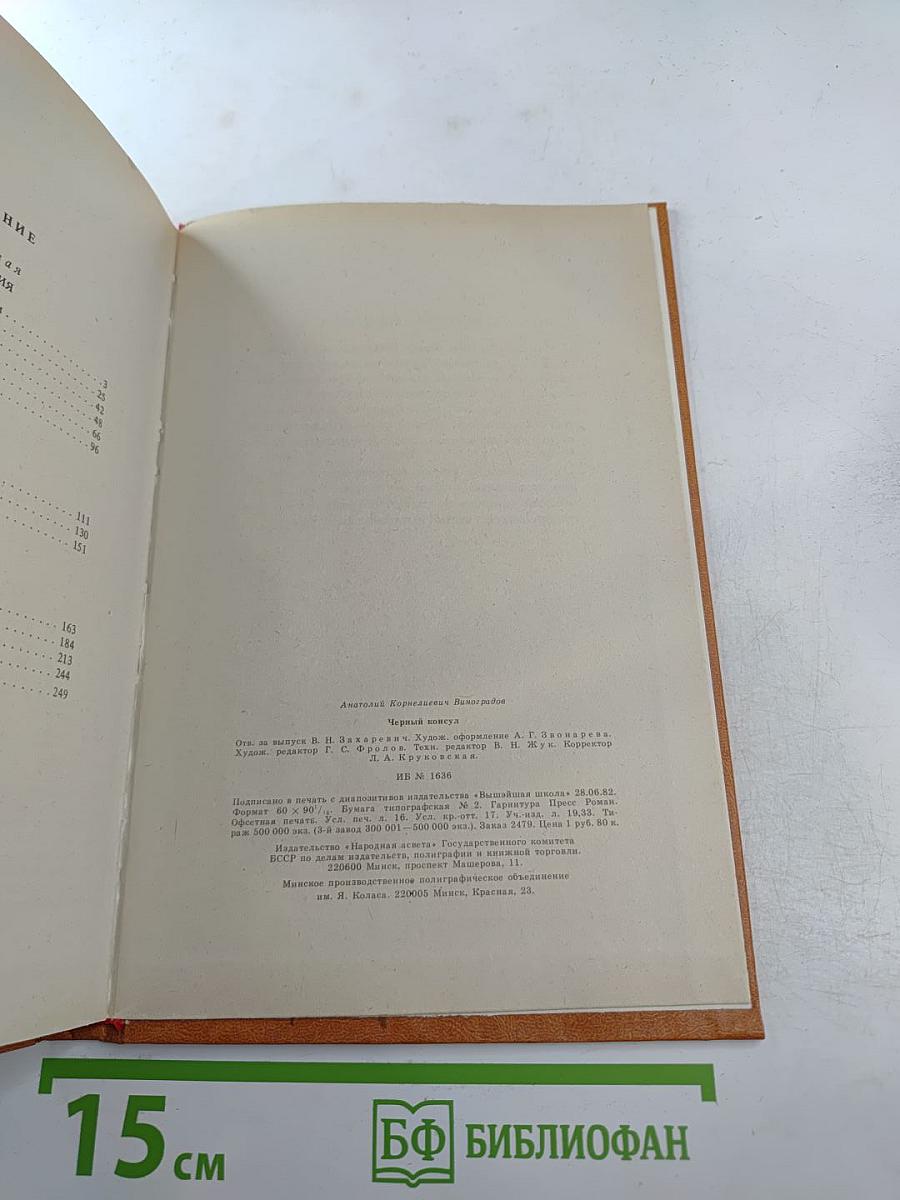 НИЕ
ая
ИЯ
3
25
42
48
66
96
111
130
151
163
184
213
244
249
Анатолий Корнелиевич Виноградов
Черный консул
Отв. за выпуск В. Н. Захаревич. Худож. оформление А. Г. Звонарева.
Худож. редактор Г. С. Фролов. Техн. редактор В. Н. Жук. Корректор
Л. А. Круковская.
ИБ № 1636
Подписано в печать с диапозитивов издательства «Вышэйшая школа» 28.06.82.
Формат 60 × 90 1/16. Бумага типографская № 2. Гарнитура Пресс Роман.
Офсетная печать. Усл. печ. л. 16. Усл. кр.-отт. 17. Уч.-изд. л. 19,33. Ти-
раж 500 000 экз. (3-й завод 300 001—500 000 экз.). Заказ 2479. Цена 1 руб. 80 к.
Издательство «Народная асвета» Государственного комитета
БССР по делам издательств, полиграфии и книжной торговли.
220600 Минск, проспект Машерова, 11.
Минское производственное полиграфическое объединение
им. Я. Коласа. 220005 Минск, Красная, 23.
15 см
БФ БИБЛИОФАН